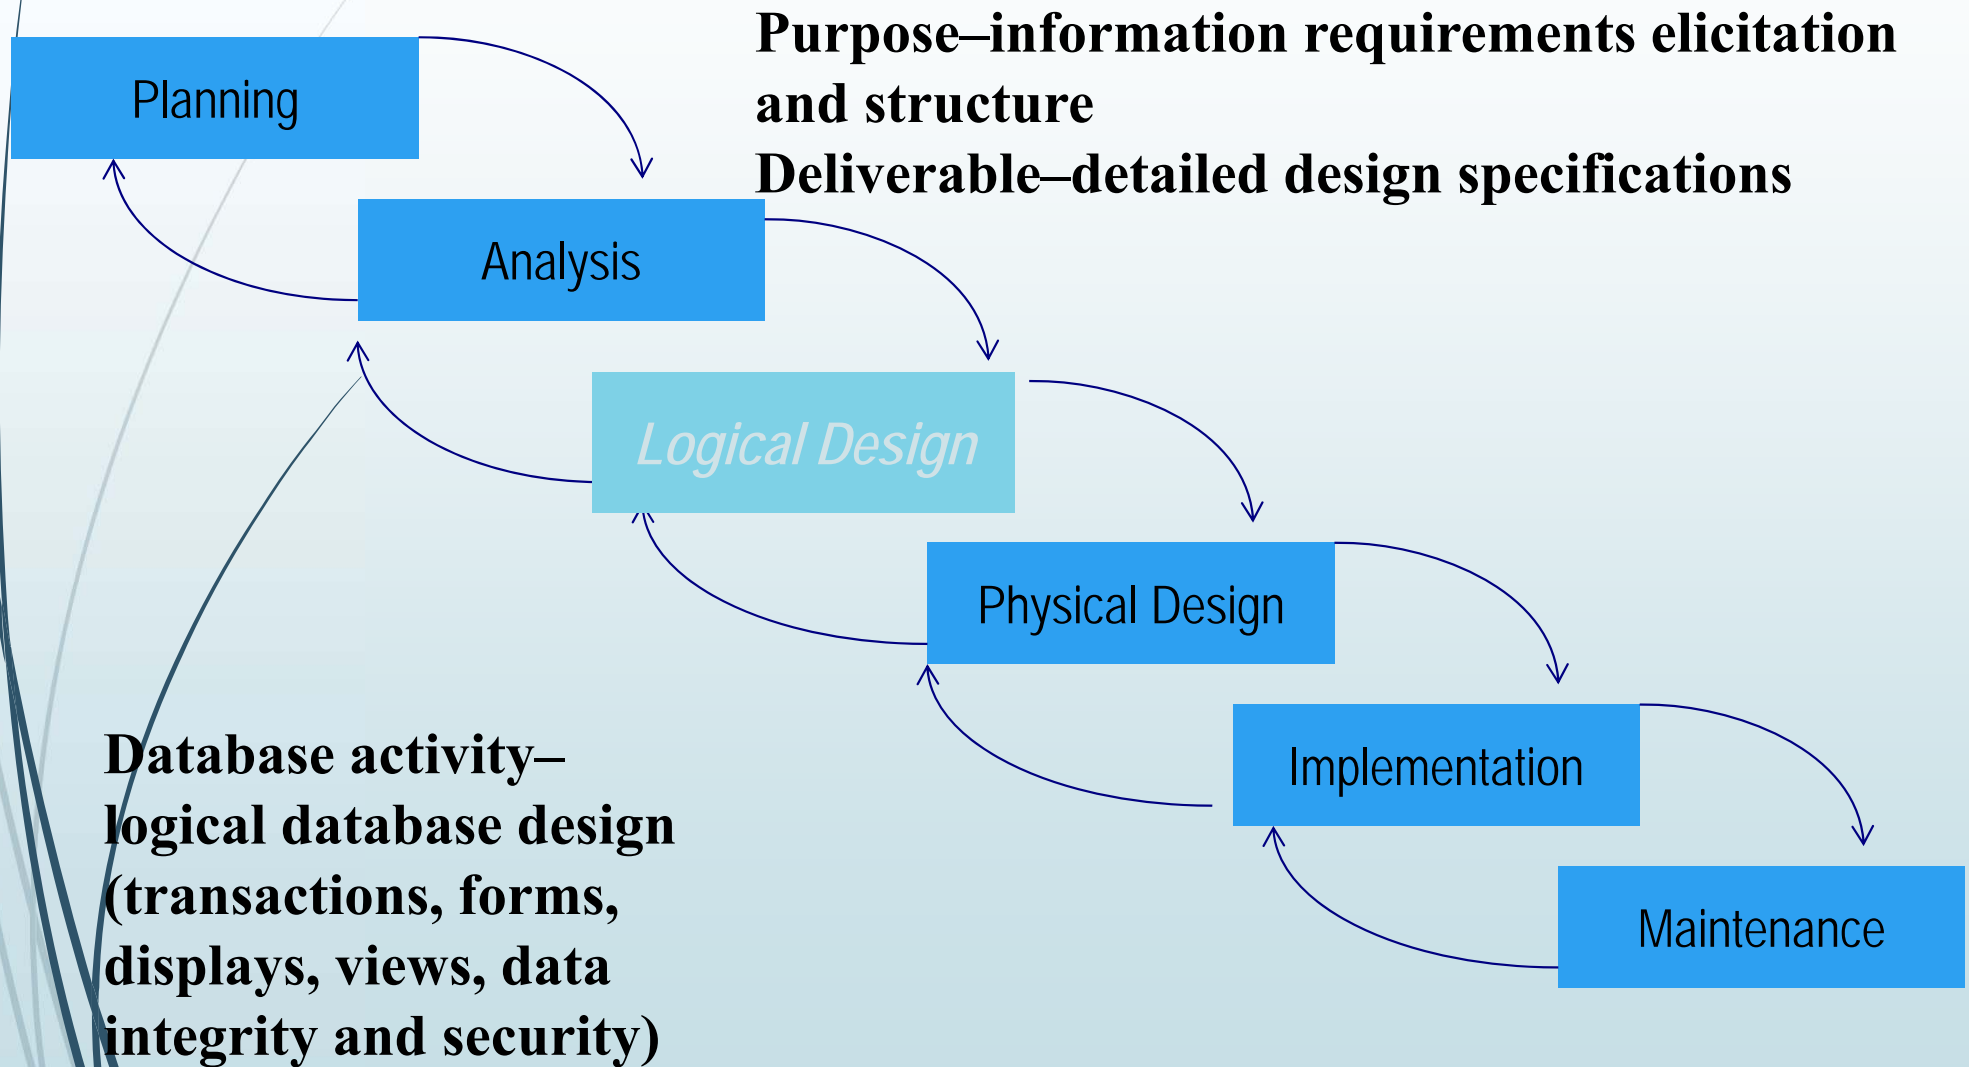 Purpose–information requirements elicitation
and structure
Deliverable–detailed design specifications
Planning
Analysis
Logical Design
Physical Design
Implementation
Maintenance
Database activity–
logical database design
(transactions, forms,
displays, views, data
integrity and security)